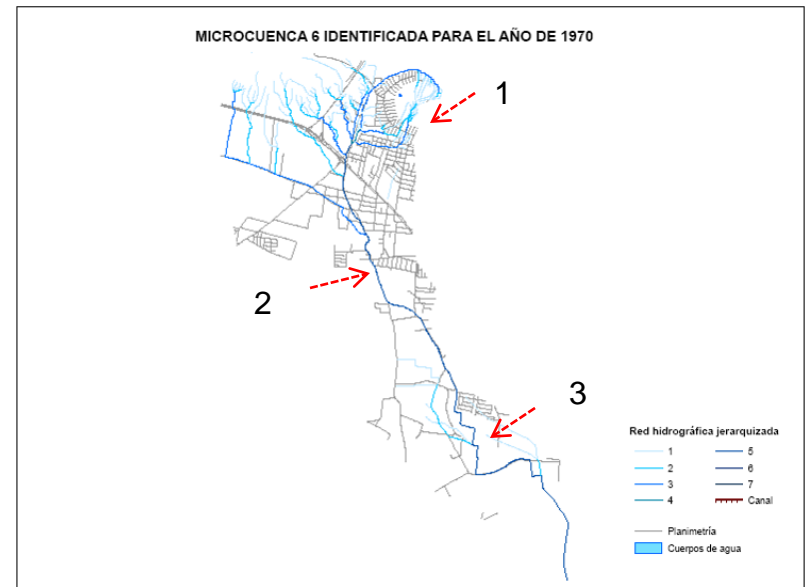 MICROCUENCA 6 IDENTIFICADA PARA EL AÑO DE 1970
1
2
3
Red hidrográfica jerarquizada
1 5
2 6
3 7
4 Canal
Planimetría
Cuerpos de agua